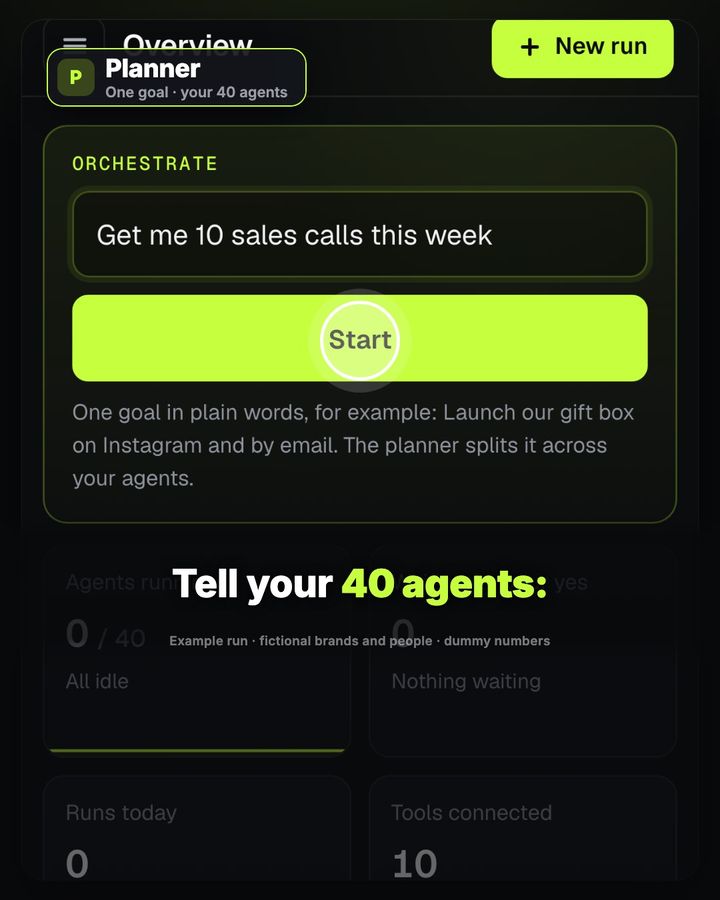 Overview
New run
P
Planner
One goal · your 40 agents
ORCHESTRATE
Get me 10 sales calls this week
Start
One goal in plain words, for example: Launch our gift box
on Instagram and by email. The planner splits it across
your agents.
Agents run
yes
Tell your 40 agents:
0 / 40
0
Example run · fictional brands and people · dummy numbers
All idle
Nothing waiting
Runs today
Tools connected
0
10